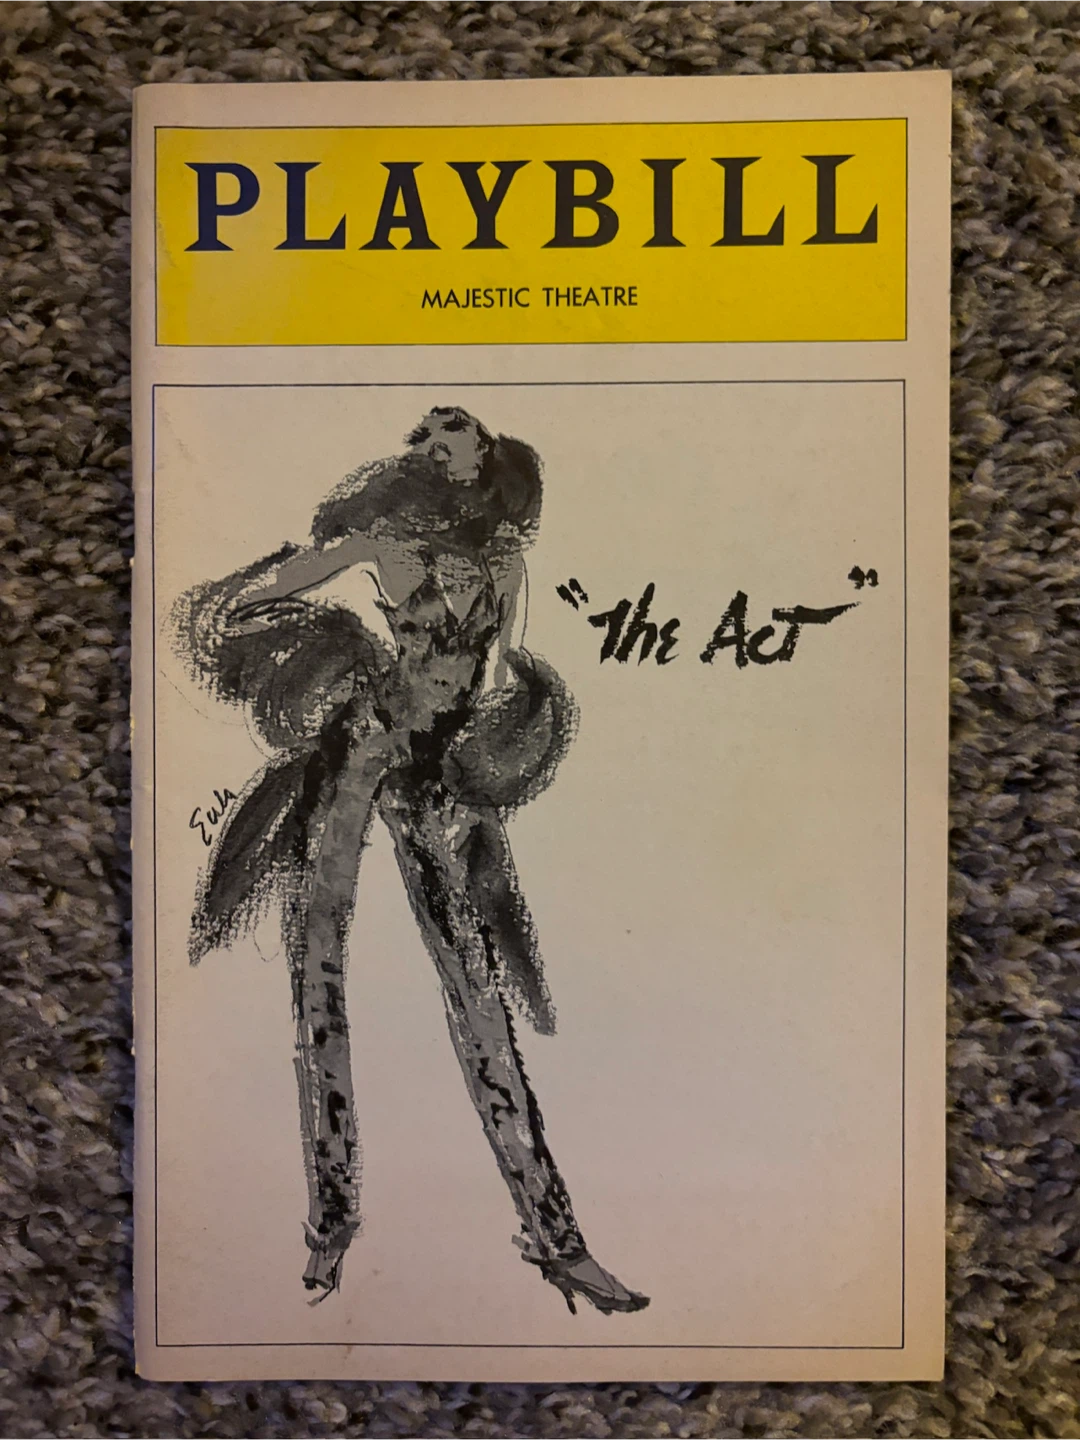 PLAYBILL
MAJESTIC THEATRE
"The Act"
Eula